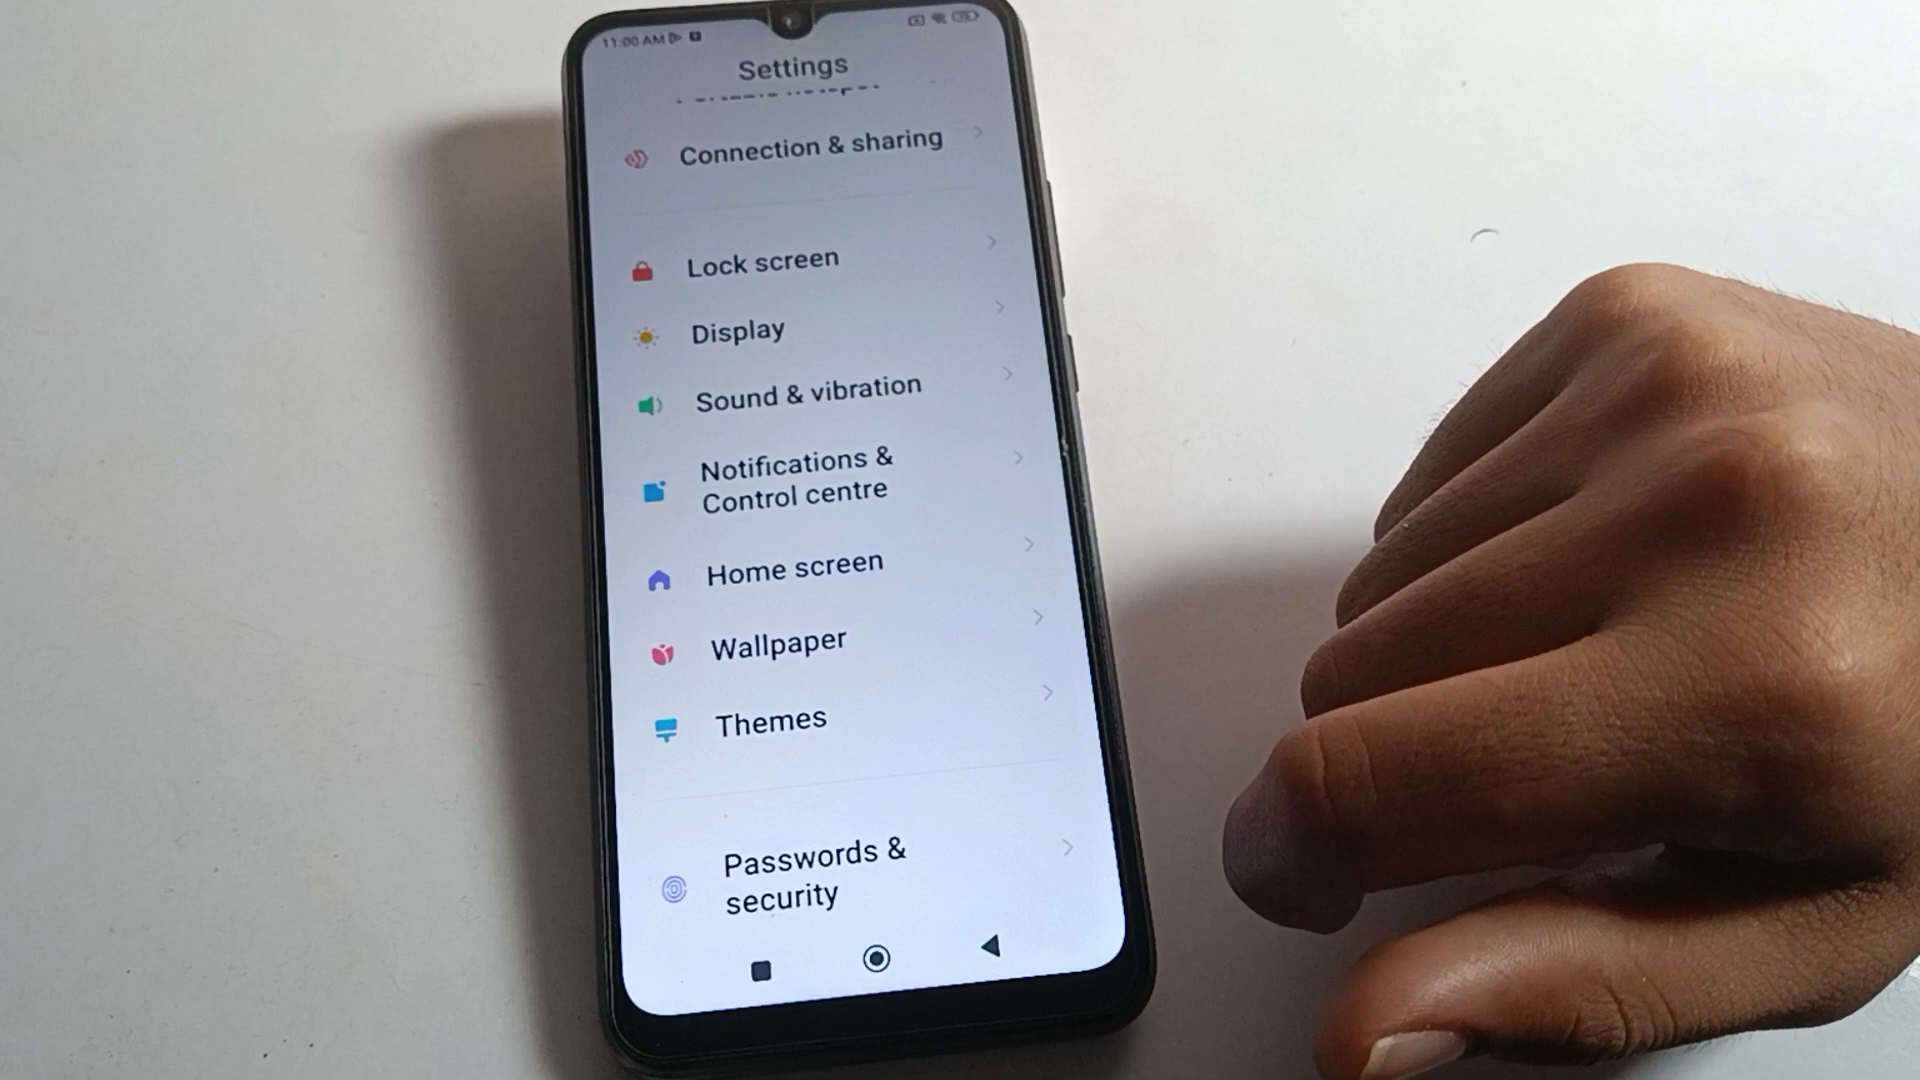 11:00 AM
Settings
Connection & sharing
Lock screen
Display
Sound & vibration
Notifications &
Control centre
Home screen
Wallpaper
Themes
Passwords &
security